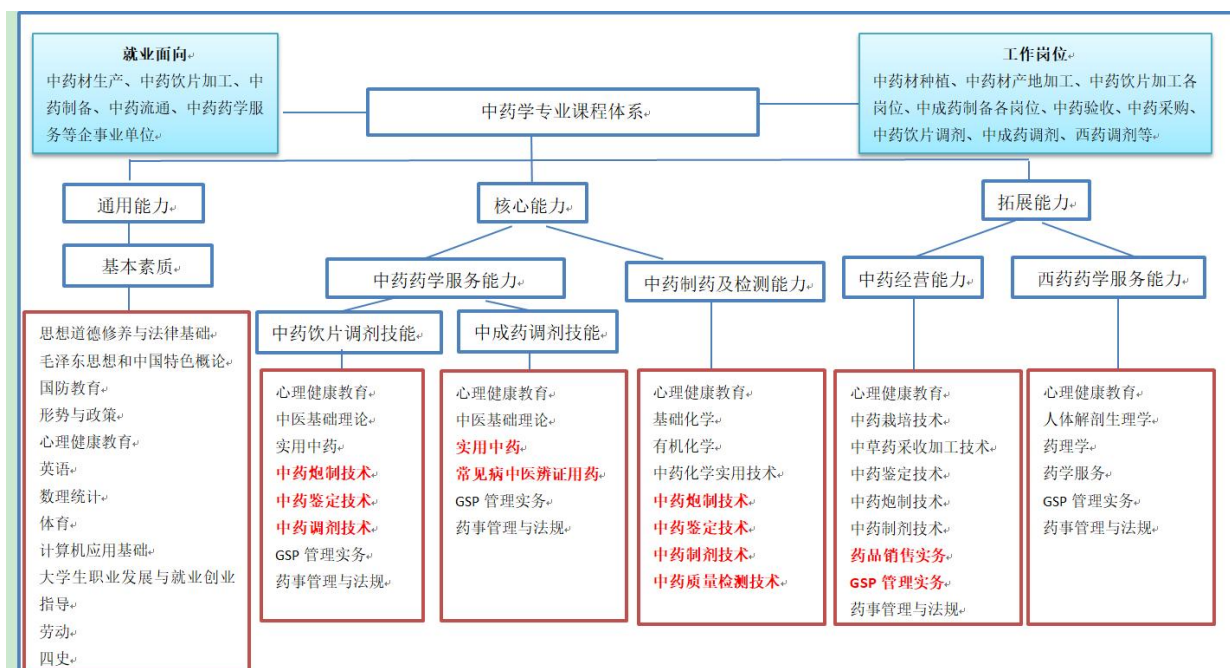 就业面向
中药材生产、中药饮片加工、中
药制备、中药流通、中药药学服
务等企事业单位
中药学专业课程体系
工作岗位
中药材种植、中药材产地加工、中药饮片加工各
岗位、中成药制备各岗位、中药验收、中药采购、
中药饮片调剂、中成药调剂、西药调剂等
通用能力
核心能力
拓展能力
基本素质
中药药学服务能力
中药制药及检测能力
中药经营能力
西药药学服务能力
中药饮片调剂技能
中成药调剂技能
思想道德修养与法律基础
毛泽东思想和中国特色概论
国防教育
形势与政策
心理健康教育
英语
数理统计
体育
计算机应用基础
大学生职业发展与就业创业
指导
劳动
四史
心理健康教育
中医基础理论
实用中药
中药炮制技术
中药鉴定技术
中药调剂技术
GSP 管理实务
药事管理与法规
心理健康教育
中医基础理论
实用中药
常见病中医辨证用药
GSP 管理实务
药事管理与法规
心理健康教育
基础化学
有机化学
中药化学实用技术
中药炮制技术
中药鉴定技术
中药制剂技术
中药质量检测技术
心理健康教育
中药栽培技术
中草药采收加工技术
中药鉴定技术
中药炮制技术
中药制剂技术
药品销售实务
GSP 管理实务
药事管理与法规
心理健康教育
人体解剖生理学
药理学
药学服务
GSP 管理实务
药事管理与法规